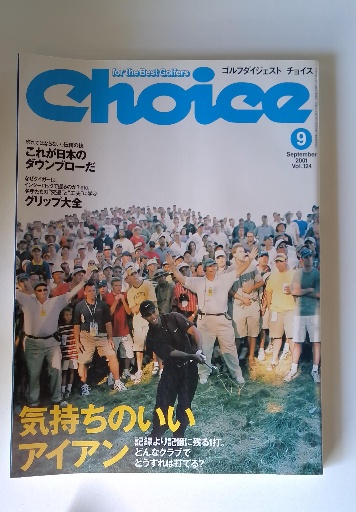 for the Best Golfers
ゴルフダイジェスト チョイス
Choice
9
September
2001
Vol.124
これが日本の
ダウンブローだ
グリップ大全
気持ちのいい
アイアン
記録より記憶に残る1打。
どんなクラブで
どうすれば打てる?